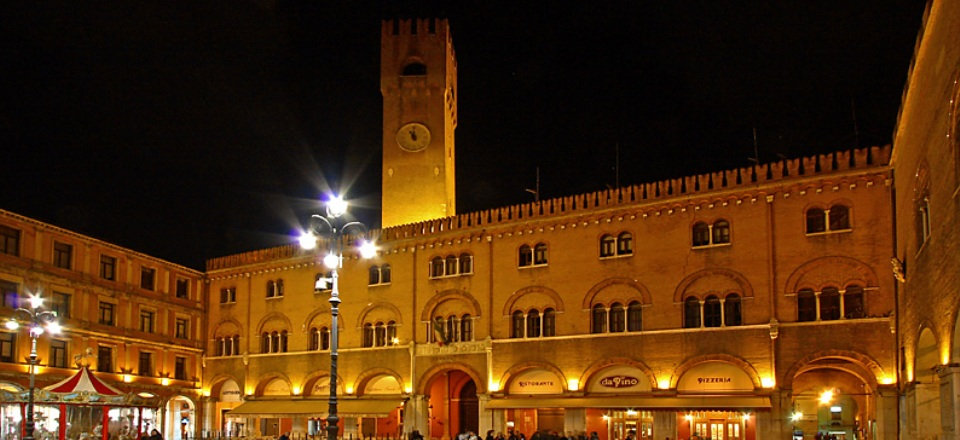 RISTORANTE
da Pino
PIZZERIA